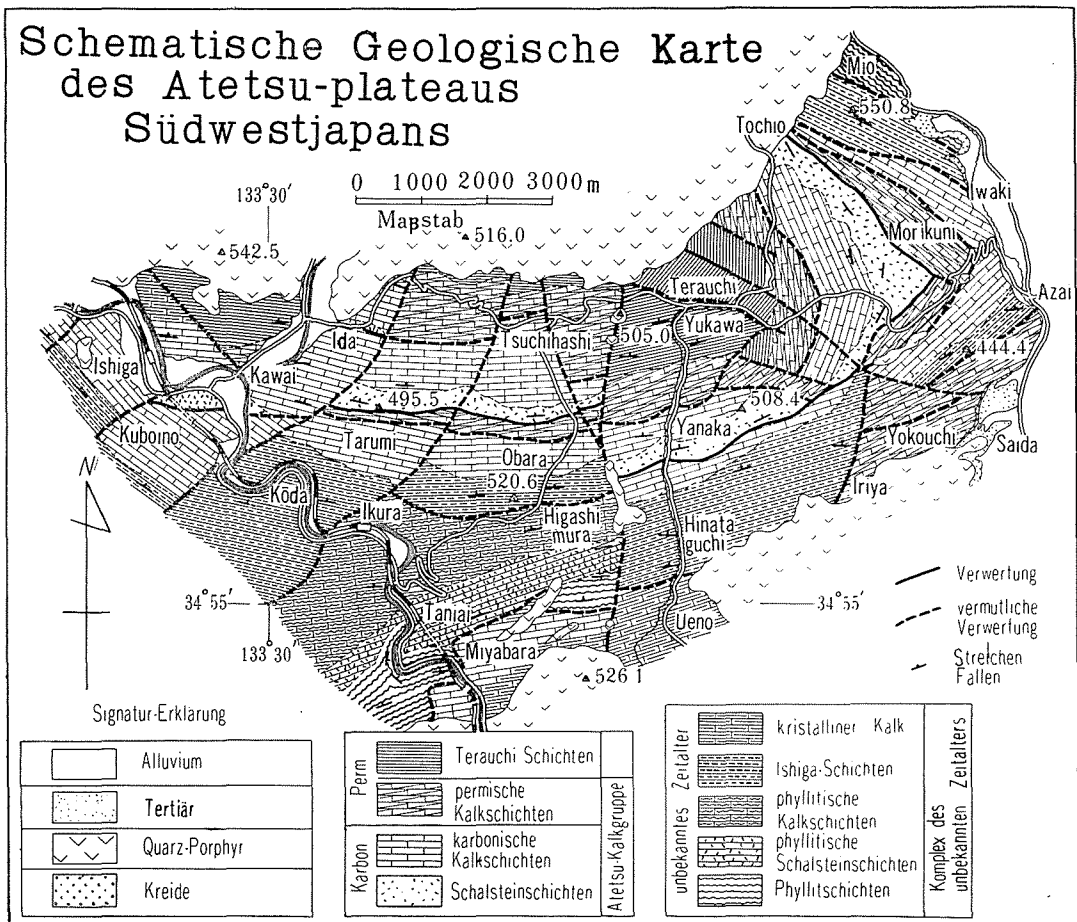 Schematische Geologische Karte
des Atetsu-plateaus
Südwestjapans
0 1000 2000 3000 m
Maβstab
133° 30'
542.5
516.0
Mio
550.8
Tochio
Iwaki
Morikuni
Azai
Terauchi
Yukawa
505.0
Tsuchihashi
Ida
Ishiga
Kawai
444.4
495.5
508.4
Kuboino
Tarumi
Yanaka
Yokouchi
Saida
Obara
520.6
Iriya
N
Kōda
Ikura
Higashi
mura
Hinata
guchi
34° 55'
34° 55'
Taniai
Ueno
133° 30'
Miyabara
526.1
Verwertung
vermutliche
Verwertung
Streichen
Fallen
Signatur-Erklärung
Alluvium
Tertiär
Quarz-Porphyr
Kreide
Perm
Terauchi Schichten
permische
Kalkschichten
Karbon
karbonische
Kalkschichten
Schalsteinschichten
Atetsu-Kalkgruppe
unbekanntes Zeitalter
kristalliner Kalk
Ishiga-Schichten
phyllitische
Kalkschichten
phyllitische
Schalsteinschichten
Phyllitschichten
Komplex des
unbekannten Zeitalters